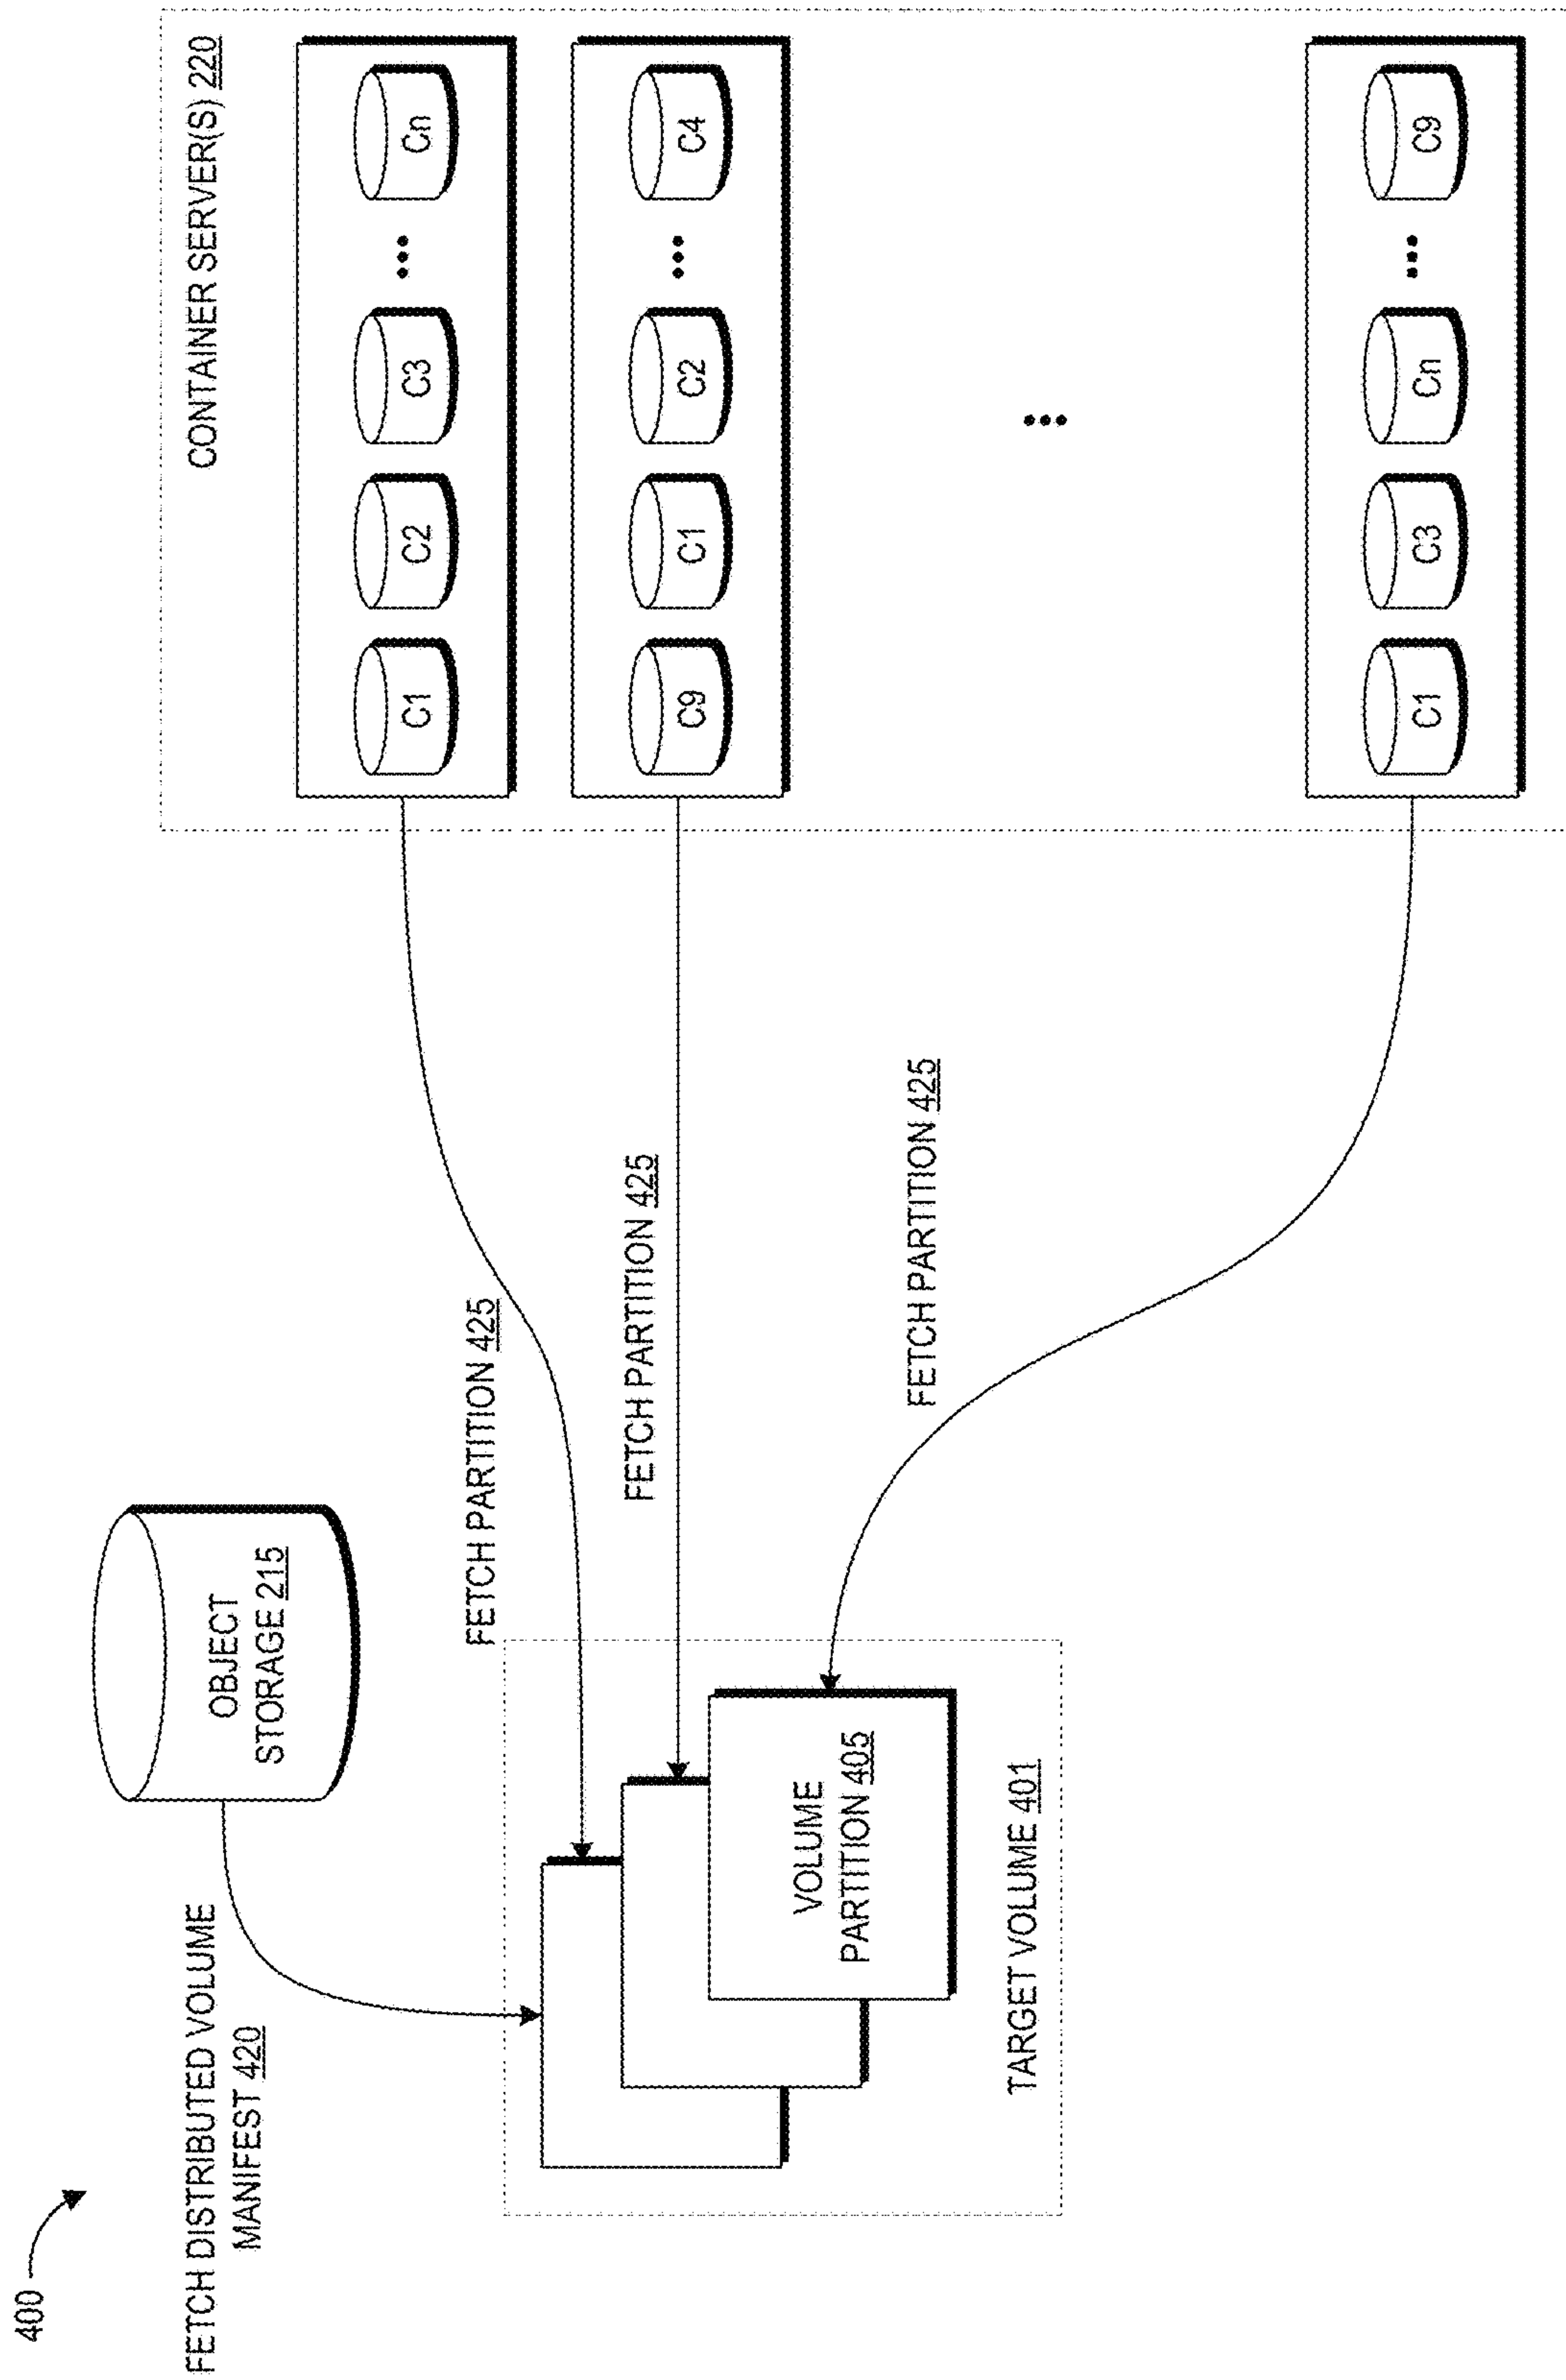 400
FETCH DISTRIBUTED VOLUME
MANIFEST 420
OBJECT
STORAGE 215
CONTAINER SERVER(S) 220
C1 C2 C3 ... Cn
FETCH PARTITION 425
C9 C1 C2 ... C4
FETCH PARTITION 425
...
C1 C3 Cn ... C9
FETCH PARTITION 425
VOLUME
PARTITION 405
TARGET VOLUME 401